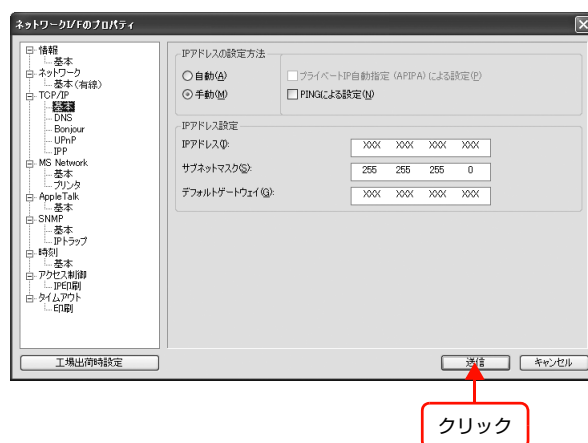 ネットワークI/Fのプロパティ
情報
基本
ネットワーク
基本(有線)
TCP/IP
基本
DNS
Bonjour
UPnP
IPP
MS Network
基本
プリンタ
AppleTalk
基本
SNMP
基本
IPトラップ
時刻
基本
アクセス制御
IPE印刷
タイムアウト
E印刷
IPアドレスの設定方法
自動(A)
手動(M)
プライベートIP自動指定 (APIPA) による設定(P)
PINGによる設定(N)
IPアドレス設定
IPアドレス(I):
XXX XXX XXX XXX
サブネットマスク(S):
255 255 255 0
デフォルトゲートウェイ(G):
XXX XXX XXX XXX
工場出荷時設定
送信
キャンセル
クリック